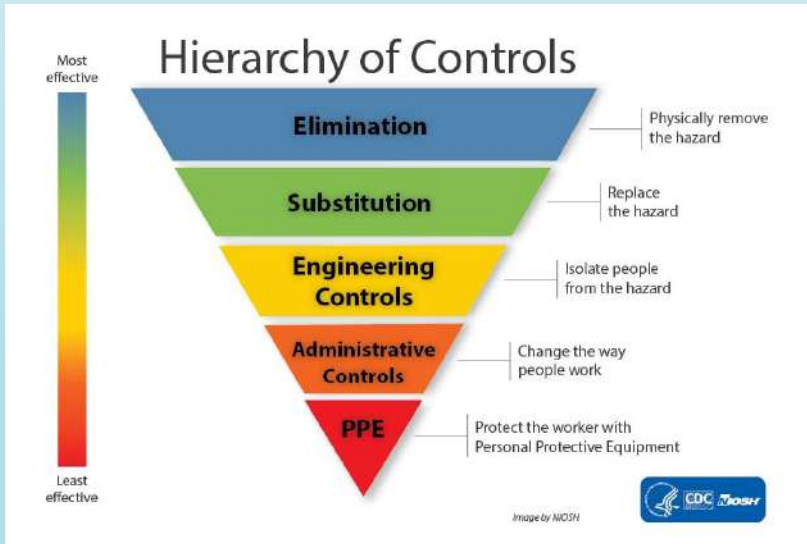 Hierarchy of Controls
Most
effective
Elimination
Physically remove
the hazard
Substitution
Replace
the hazard
Engineering
Controls
Isolate people
from the hazard
Administrative
Controls
Change the way
people work
PPE
Protect the worker with
Personal Protective Equipment
Least
effective
Image by NIOSH
CDC NIOSH